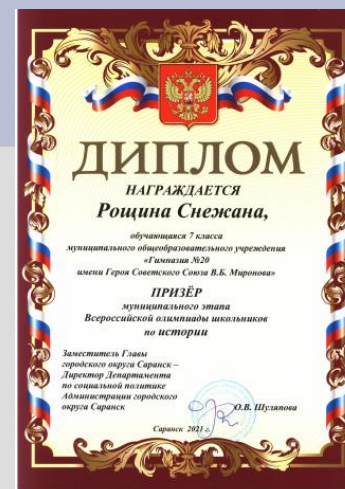 ДИПЛОМ
НАГРАЖДАЕТСЯ
Рощина Снежана,
обучающаяся 7 класса
муниципального общеобразовательного учреждения
«Гимназия №20
имени Героя Советского Союза В.Б. Миронова»
ПРИЗЁР
муниципального этапа
Всероссийской олимпиады школьников
по истории
Заместитель Главы
городского округа Саранск –
Директор Департамента
по социальной политике
Администрации городского
округа Саранск О.В. Шуляпова
Саранск 2021 г.